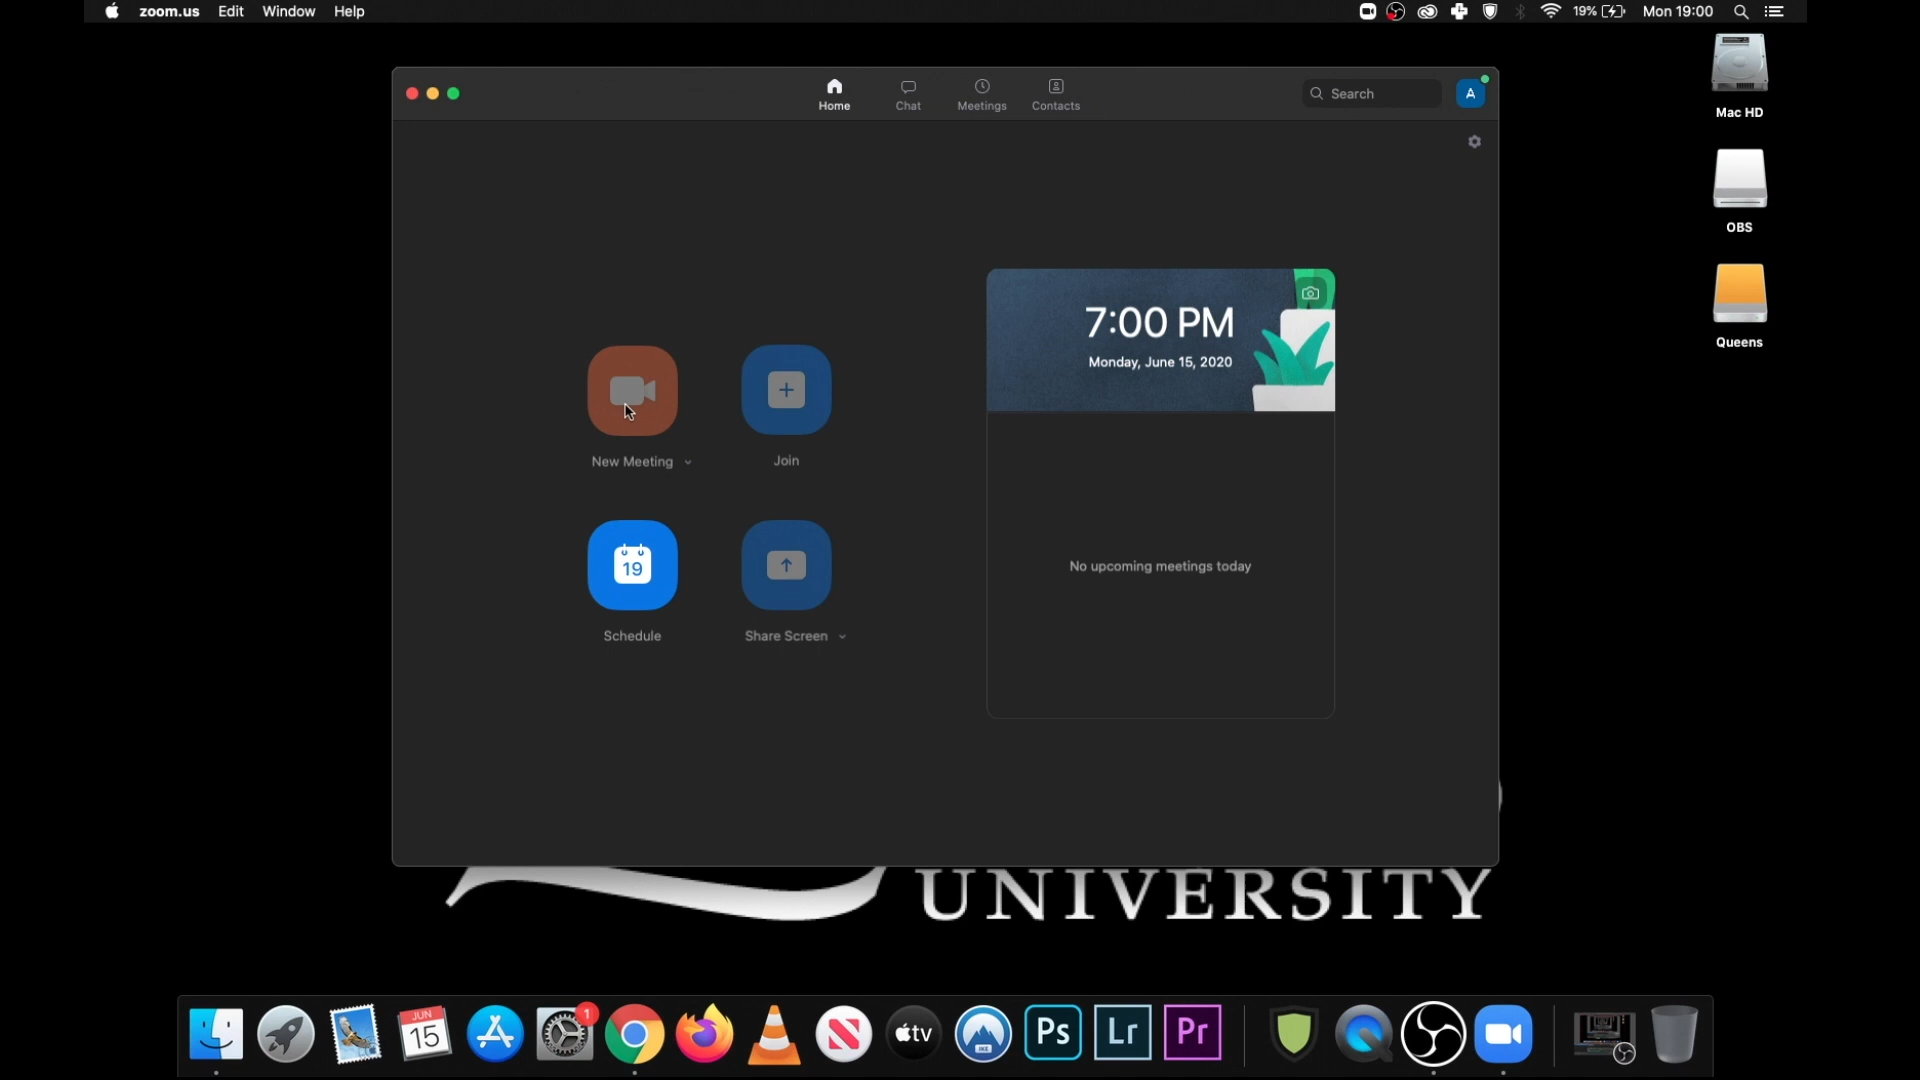 zoom.us Edit Window Help
19% Mon 19:00
Home Chat Meetings Contacts
Search
A
Mac HD
OBS
Queens
7:00 PM
Monday, June 15, 2020
New Meeting
Join
19
Schedule
Share Screen
No upcoming meetings today
UNIVERSITY
JUN
15
1
tv
IKE
Ps
Lr
Pr